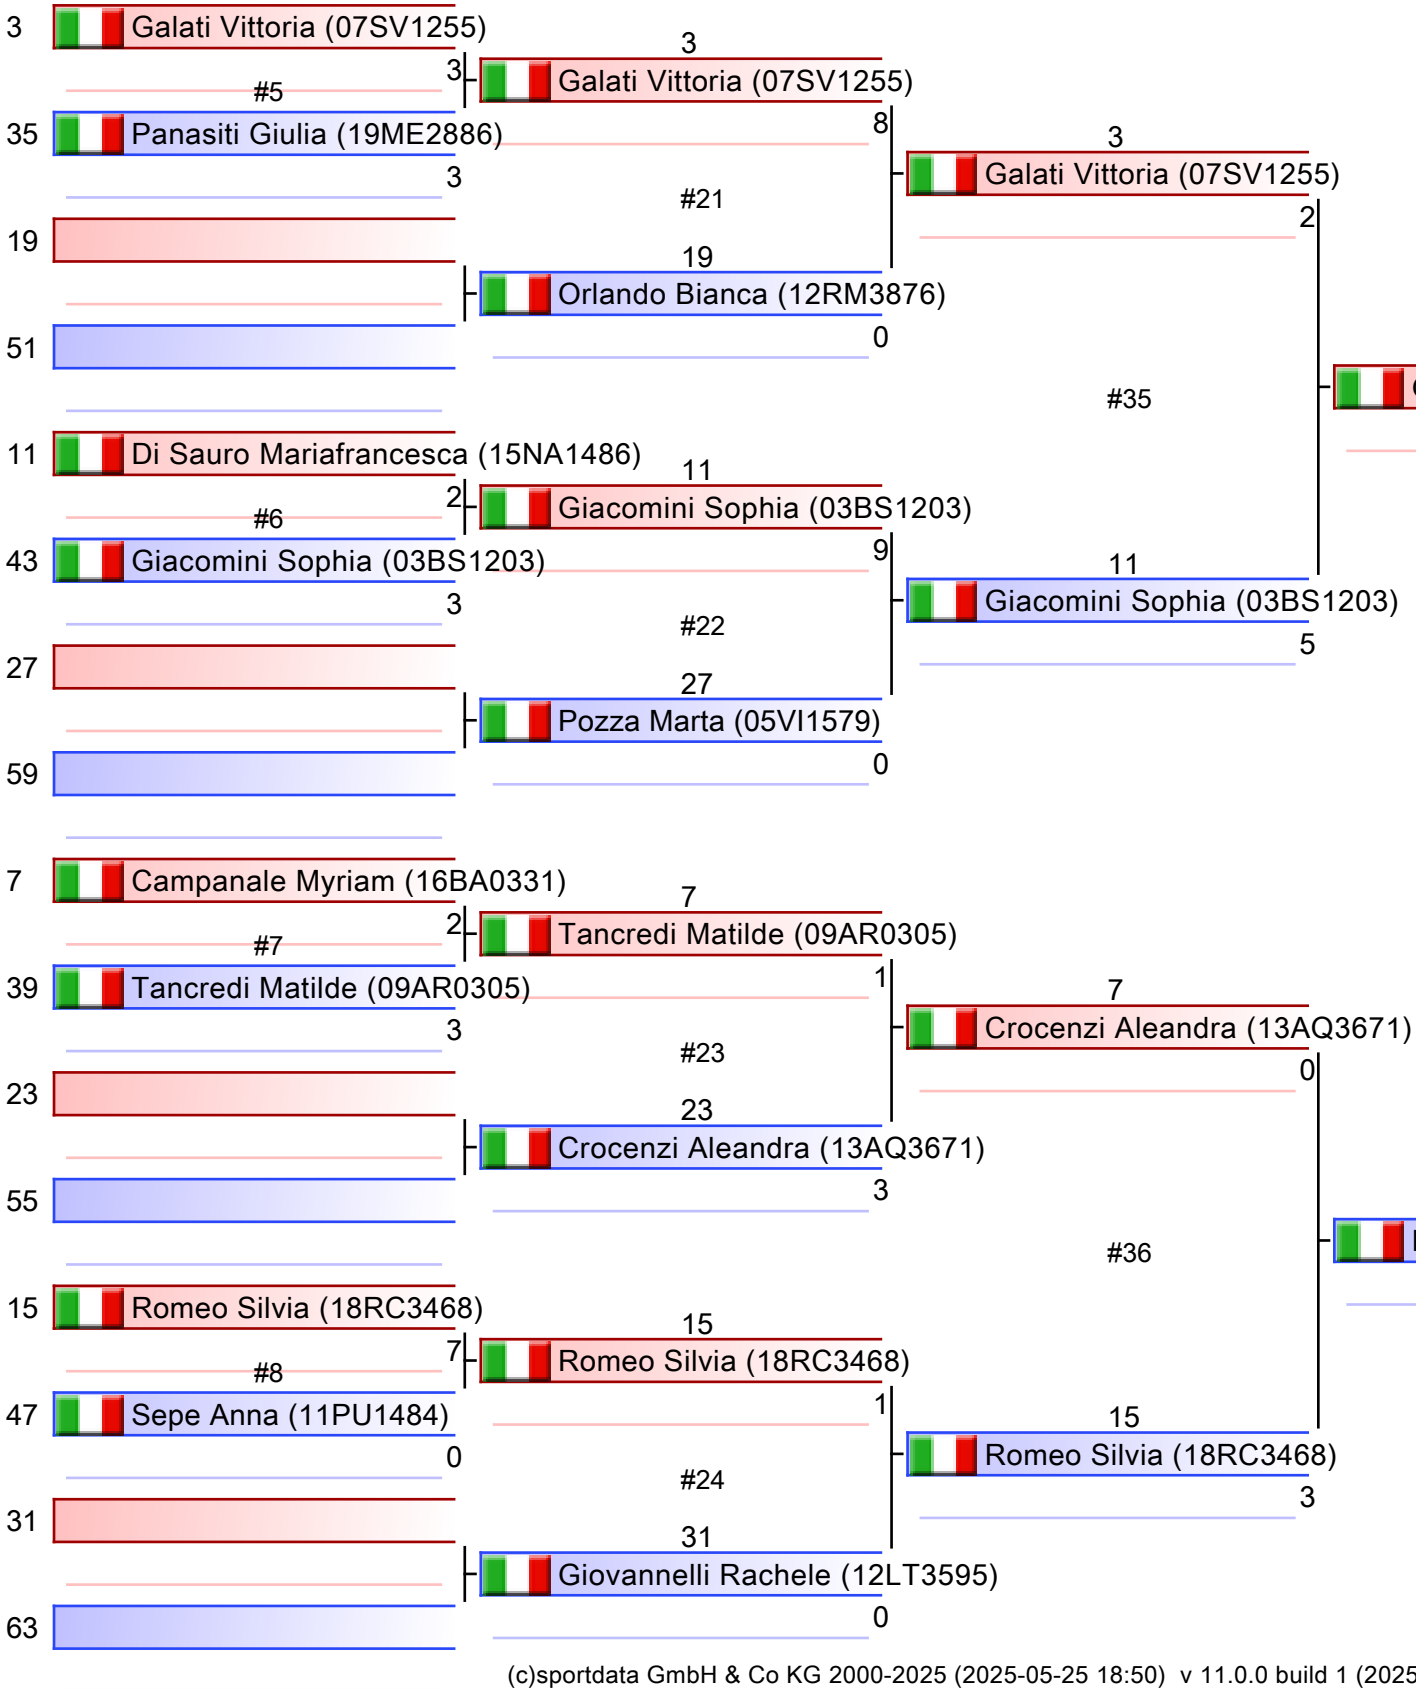 3 Galati Vittoria (07SV1255)
3
3
Galati Vittoria (07SV1255)
#5
35 Panasiti Giulia (19ME2886)
8
3
Galati Vittoria (07SV1255)
3
#21
2
19
19
Orlando Bianca (12RM3876)
0
51
#35
11 Di Sauro Mariafrancesca (15NA1486)
11
2
Giacomini Sophia (03BS1203)
#6
43 Giacomini Sophia (03BS1203)
9
11
Giacomini Sophia (03BS1203)
3
#22
5
27
27
Pozza Marta (05VI1579)
0
59
7 Campanale Myriam (16BA0331)
7
2
Tancredi Matilde (09AR0305)
#7
39 Tancredi Matilde (09AR0305)
1
7
Crocenzi Aleandra (13AQ3671)
3
#23
0
23
23
Crocenzi Aleandra (13AQ3671)
3
55
#36
15 Romeo Silvia (18RC3468)
15
7
Romeo Silvia (18RC3468)
#8
47 Sepe Anna (11PU1484)
1
15
Romeo Silvia (18RC3468)
0
#24
3
31
31
Giovannelli Rachele (12LT3595)
0
63
(c)sportdata GmbH & Co KG 2000-2025 (2025-05-25 18:50) v 11.0.0 build 1 (2025